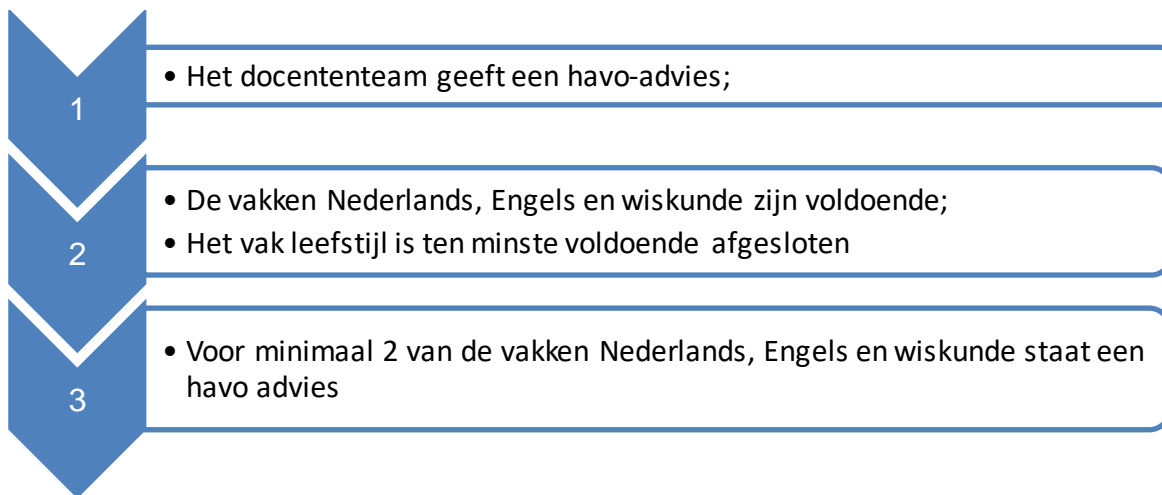 1
• Het docententeam geeft een havo-advies;
2
• De vakken Nederlands, Engels en wiskunde zijn voldoende;
• Het vak leefstijl is ten minste voldoende afgesloten
3
• Voor minimaal 2 van de vakken Nederlands, Engels en wiskunde staat een
havo advies